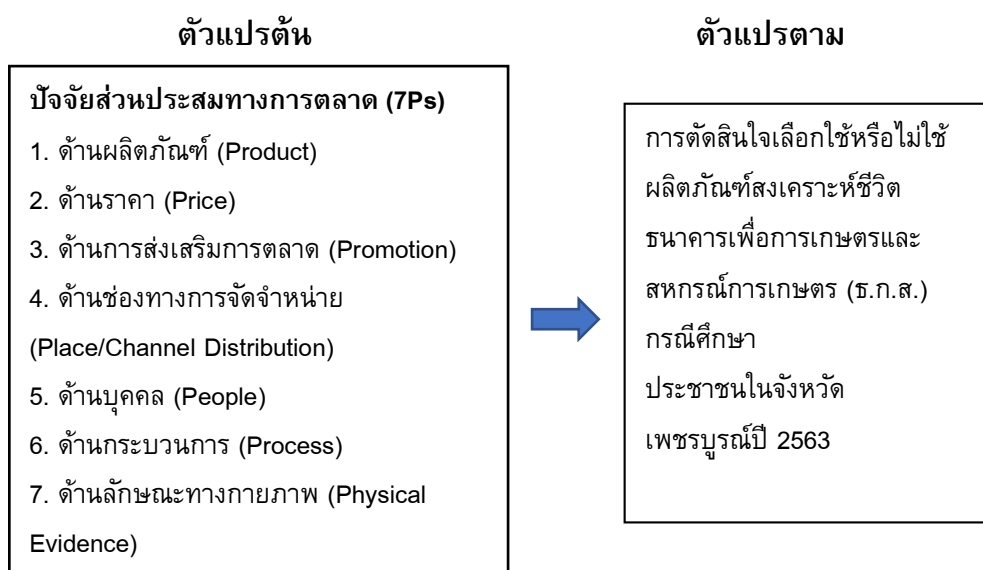 ตัวแปรต้น
ตัวแปรตาม
ปัจจัยส่วนประสมทางการตลาด (7Ps)
1. ด้านผลิตภัณฑ์ (Product)
2. ด้านราคา (Price)
3. ด้านการส่งเสริมการตลาด (Promotion)
4. ด้านช่องทางการจัดจำหน่าย
(Place/Channel Distribution)
5. ด้านบุคคล (People)
6. ด้านกระบวนการ (Process)
7. ด้านลักษณะทางกายภาพ (Physical
Evidence)
การตัดสินใจเลือกใช้หรือไม่ใช้
ผลิตภัณฑ์สงเคราะห์ชีวิต
ธนาคารเพื่อการเกษตรและ
สหกรณ์การเกษตร (ธ.ก.ส.)
กรณีศึกษา
ประชาชนในจังหวัด
เพชรบูรณ์ปี 2563